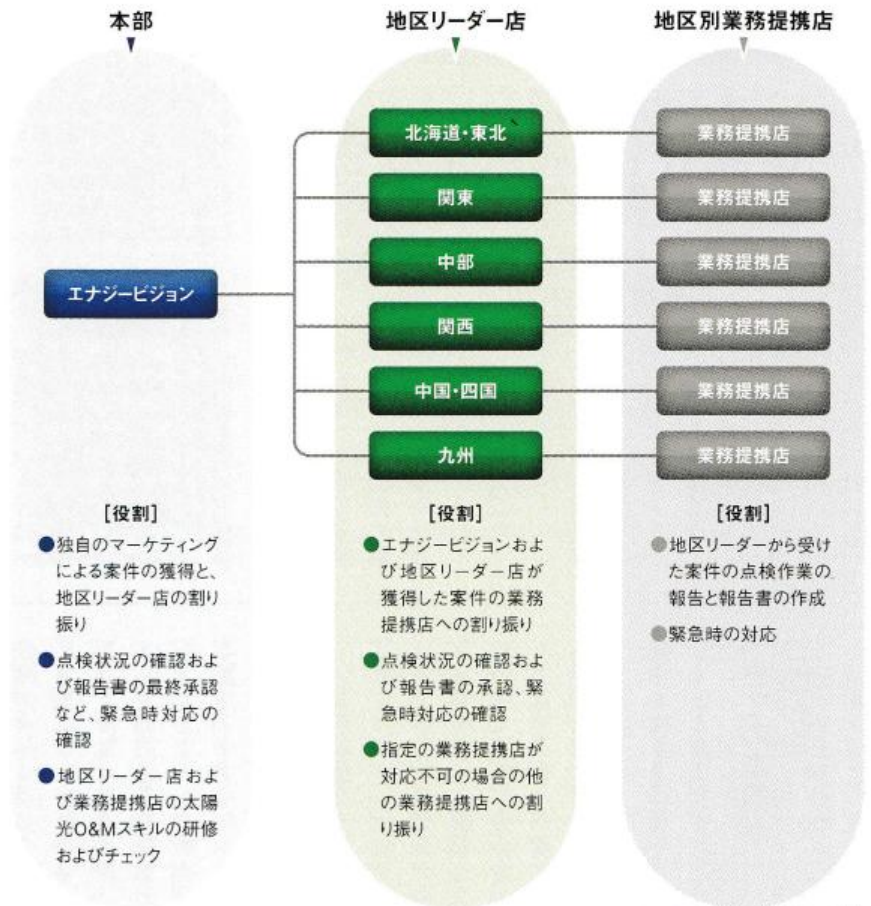 本部
地区リーダー店
地区別業務提携店
エナジービジョン
北海道・東北
関東
中部
関西
中国・四国
九州
業務提携店
業務提携店
業務提携店
業務提携店
業務提携店
業務提携店
［役割］
●独自のマーケティング
による案件の獲得と、
地区リーダー店の割り
振り
●点検状況の確認およ
び報告書の最終承認
など、緊急時対応の
確認
●地区リーダー店およ
び業務提携店の太陽
光O&Mスキルの研修
およびチェック
［役割］
●エナジービジョンおよ
び地区リーダー店が
獲得した案件の業務
提携店への割り振り
●点検状況の確認およ
び報告書の承認、緊
急時対応の確認
●指定の業務提携店が
対応不可の場合の他
の業務提携店への割
り振り
［役割］
●地区リーダーから受け
た案件の点検作業の
報告と報告書の作成
●緊急時の対応